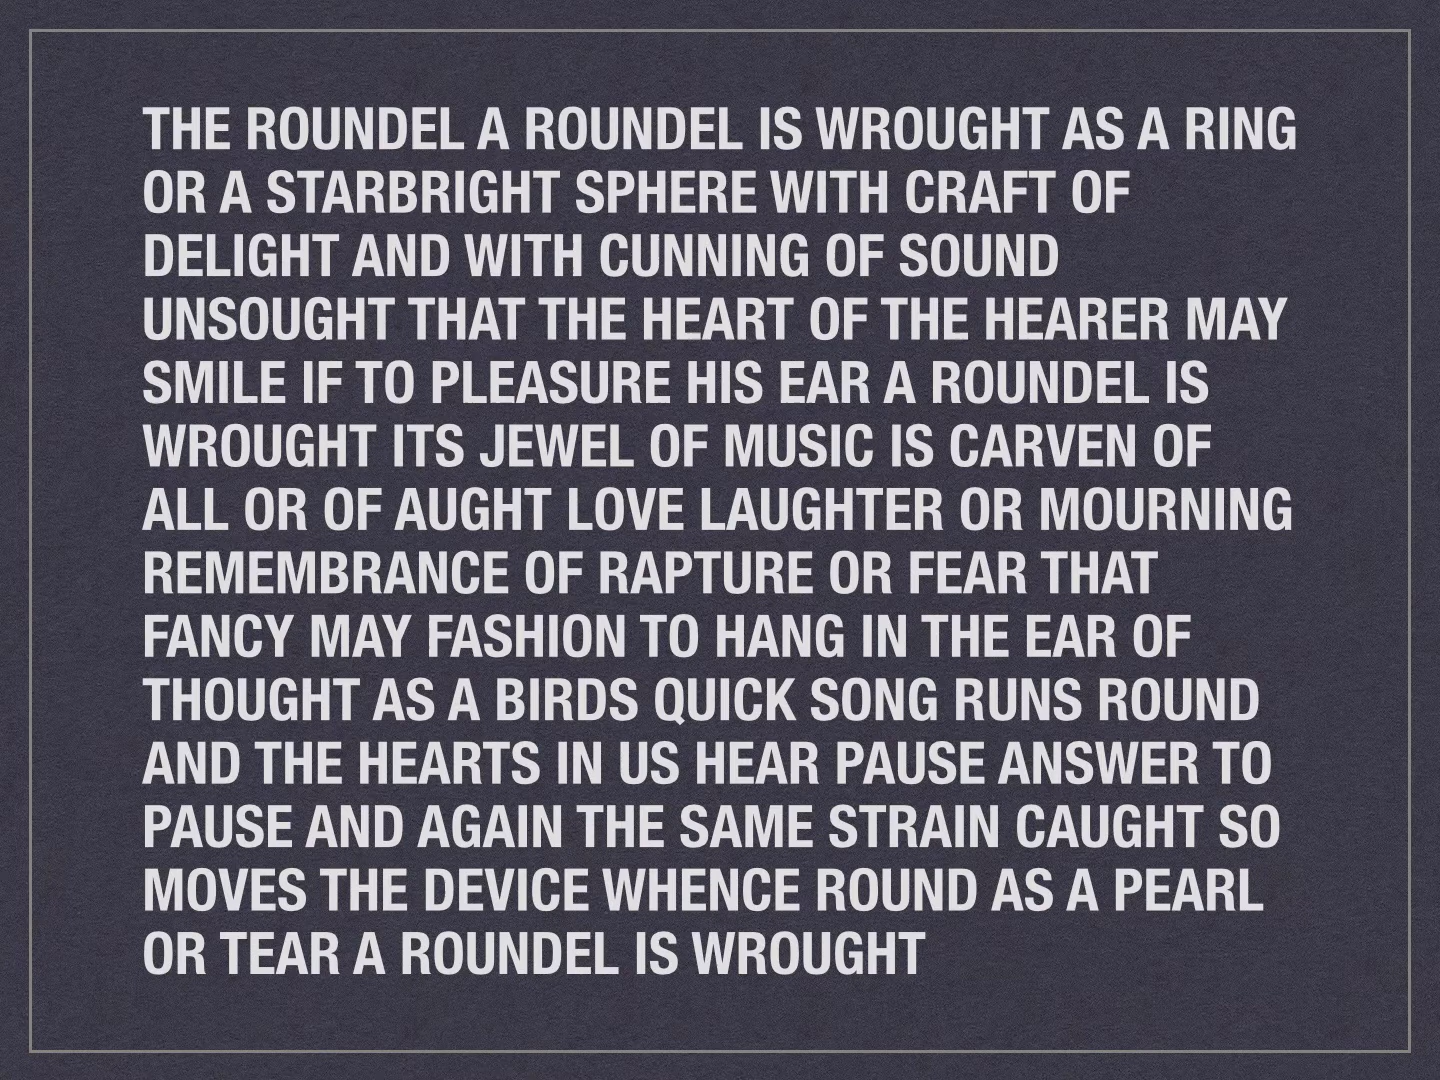 THE ROUNDEL A ROUNDEL IS WROUGHT AS A RING
OR A STARBRIGHT SPHERE WITH CRAFT OF
DELIGHT AND WITH CUNNING OF SOUND
UNSOUGHT THAT THE HEART OF THE HEARER MAY
SMILE IF TO PLEASURE HIS EAR A ROUNDEL IS
WROUGHT ITS JEWEL OF MUSIC IS CARVEN OF
ALL OR OF AUGHT LOVE LAUGHTER OR MOURNING
REMEMBRANCE OF RAPTURE OR FEAR THAT
FANCY MAY FASHION TO HANG IN THE EAR OF
THOUGHT AS A BIRDS QUICK SONG RUNS ROUND
AND THE HEARTS IN US HEAR PAUSE ANSWER TO
PAUSE AND AGAIN THE SAME STRAIN CAUGHT SO
MOVES THE DEVICE WHENCE ROUND AS A PEARL
OR TEAR A ROUNDEL IS WROUGHT